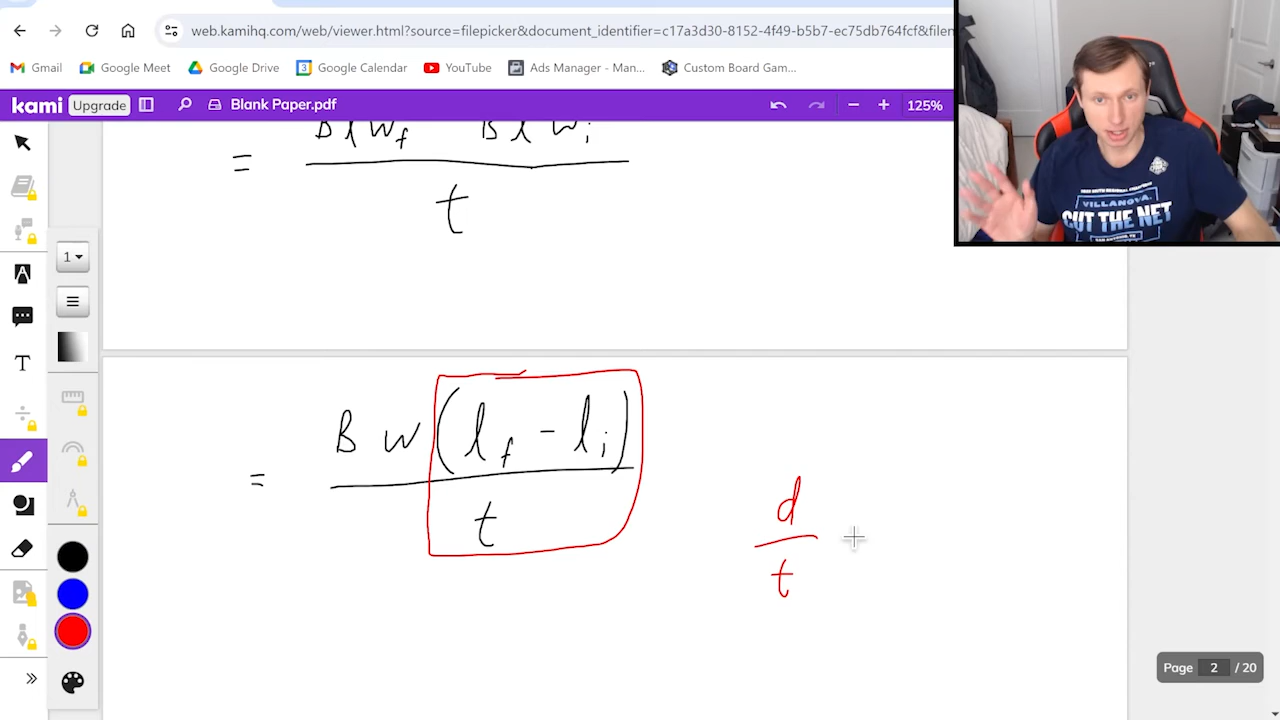 web.kamihq.com/web/viewer.html?source=filepicker&document_identifier=c17a3d30-8152-4f49-b5b7-ec75db764fcf&filen
Gmail Google Meet Google Drive Google Calendar YouTube Ads Manager - Man... Custom Board Gam...
kami Upgrade Blank Paper.pdf 125%
B l w_f B l w_i
=
t
VILLANOVA
CUT THE NET
1
T
B w (l_f - l_i)
=
t
d
t
Page 2 / 20